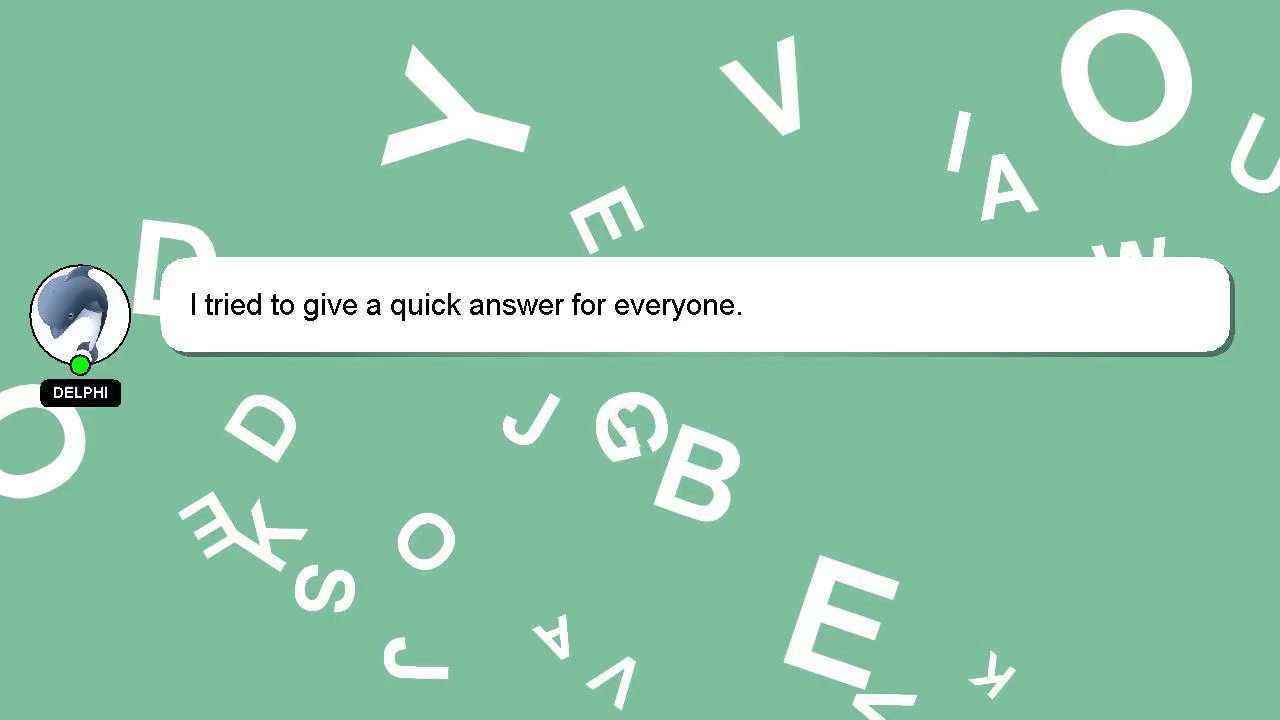 Y
V
O
I
A
U
E
D
W
I tried to give a quick answer for everyone.
DELPHI
O
D
J
G
B
E
K
O
S
E
J
A
V
K
V